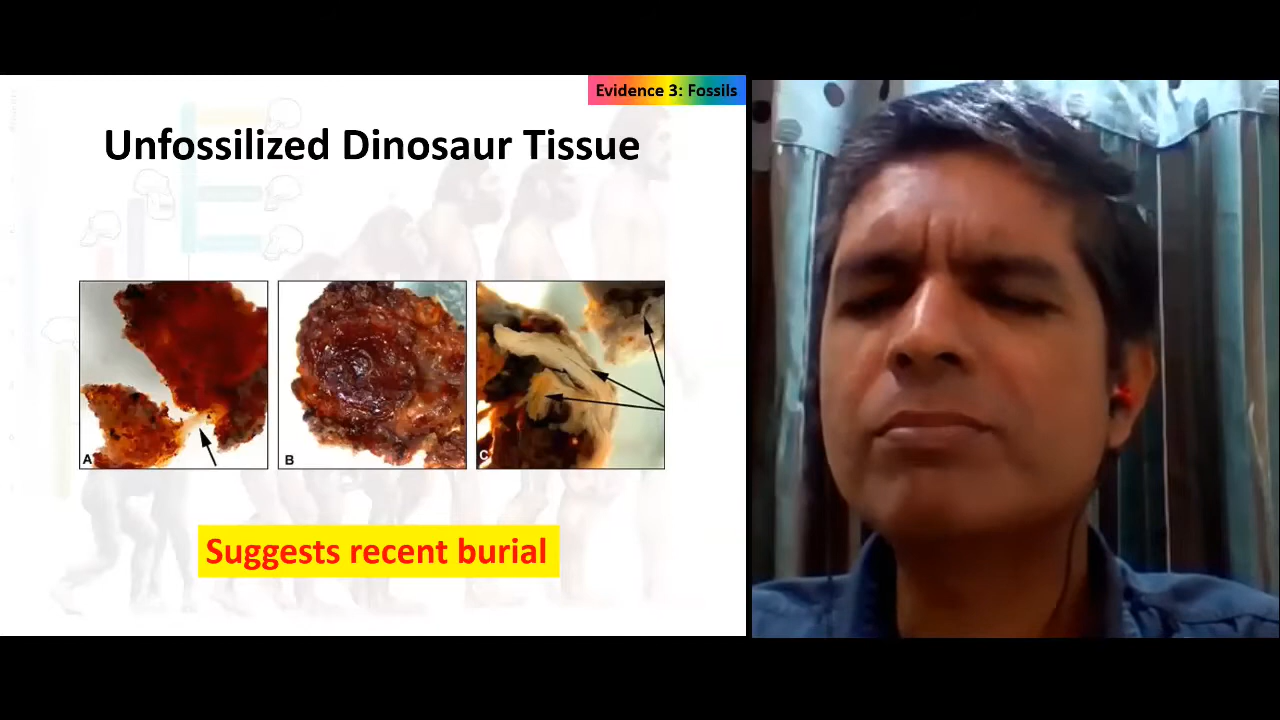 Evidence 3: Fossils
Unfossilized Dinosaur Tissue
A
B
C
Suggests recent burial